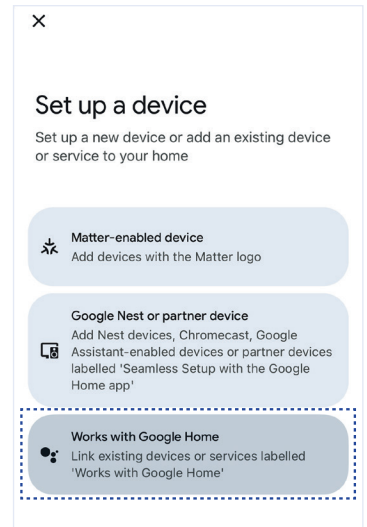 Set up a device
Set up a new device or add an existing device
or service to your home
Matter-enabled device
Add devices with the Matter logo
Google Nest or partner device
Add Nest devices, Chromecast, Google
Assistant-enabled devices or partner devices
labelled 'Seamless Setup with the Google
Home app'
Works with Google Home
Link existing devices or services labelled
'Works with Google Home'